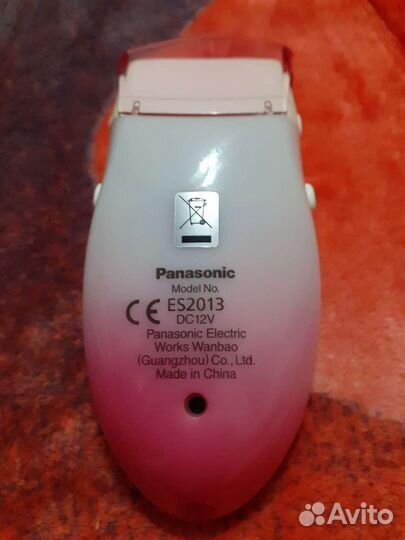 Panasonic
Model No.
CE ES2013
DC12V
Panasonic Electric
Works Wanbao
(Guangzhou) Co., Ltd.
Made in China
Avito